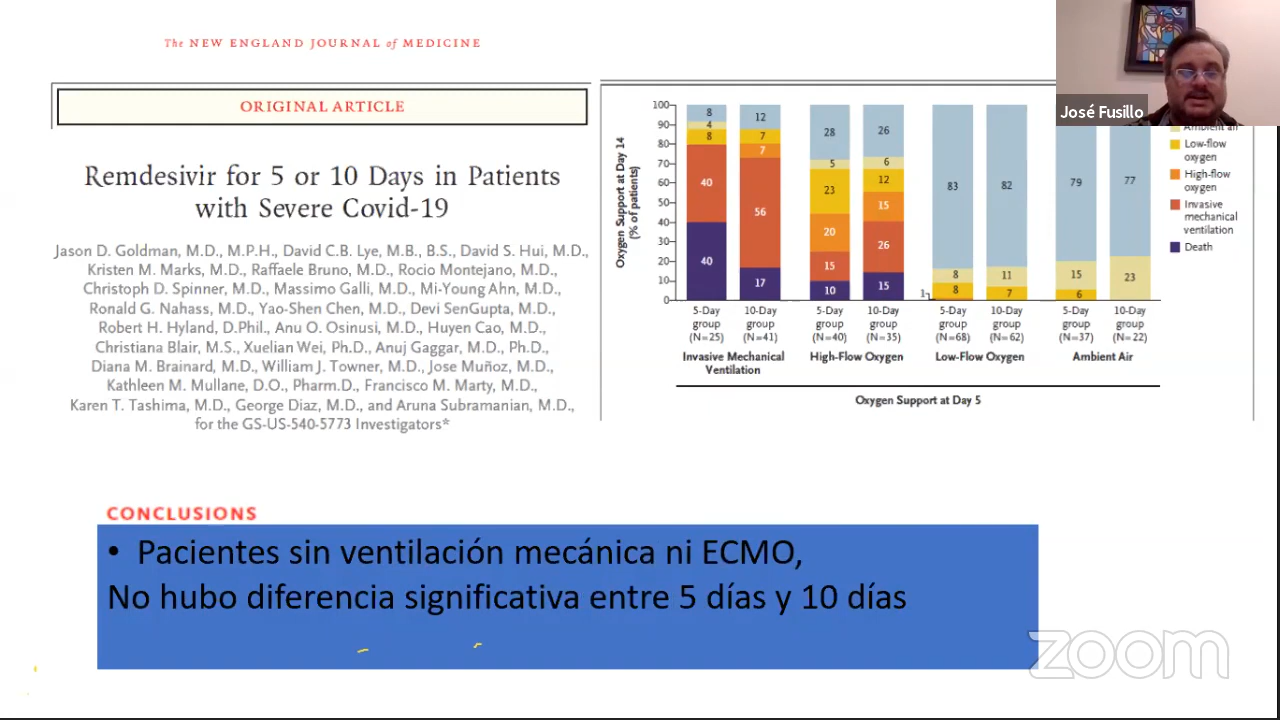 The NEW ENGLAND JOURNAL of MEDICINE
ORIGINAL ARTICLE
Remdesivir for 5 or 10 Days in Patients
with Severe Covid-19
Jason D. Goldman, M.D., M.P.H., David C.B. Lye, M.B., B.S., David S. Hui, M.D.,
Kristen M. Marks, M.D., Raffaele Bruno, M.D., Rocio Montejano, M.D.,
Christoph D. Spinner, M.D., Massimo Galli, M.D., Mi-Young Ahn, M.D.,
Ronald G. Nahass, M.D., Yao-Shen Chen, M.D., Devi SenGupta, M.D.,
Robert H. Hyland, D.Phil., Anu O. Osinusi, M.D., Huyen Cao, M.D.,
Christiana Blair, M.S., Xuelian Wei, Ph.D., Anuj Gaggar, M.D., Ph.D.,
Diana M. Brainard, M.D., William J. Towner, M.D., Jose Muñoz, M.D.,
Kathleen M. Mullane, D.O., Pharm.D., Francisco M. Marty, M.D.,
Karen T. Tashima, M.D., George Diaz, M.D., and Aruna Subramanian, M.D.,
for the GS-US-540-5773 Investigators*
Oxygen Support at Day 14
(% of patients)
100
90
80
70
60
50
40
30
20
10
0
8
4
8
40
40
12
7
7
56
17
28
5
23
20
15
10
26
6
12
15
26
15
83
8
8
1
82
11
7
79
15
6
77
23
5-Day
group
(N=25)
10-Day
group
(N=41)
5-Day
group
(N=40)
10-Day
group
(N=35)
5-Day
group
(N=68)
10-Day
group
(N=62)
5-Day
group
(N=37)
10-Day
group
(N=22)
Invasive Mechanical
Ventilation
High-Flow Oxygen
Low-Flow Oxygen
Ambient Air
Oxygen Support at Day 5
José Fusillo
Ambient air
Low-flow
oxygen
High-flow
oxygen
Invasive
mechanical
ventilation
Death
CONCLUSIONS
• Pacientes sin ventilación mecánica ni ECMO,
No hubo diferencia significativa entre 5 días y 10 días
zoom